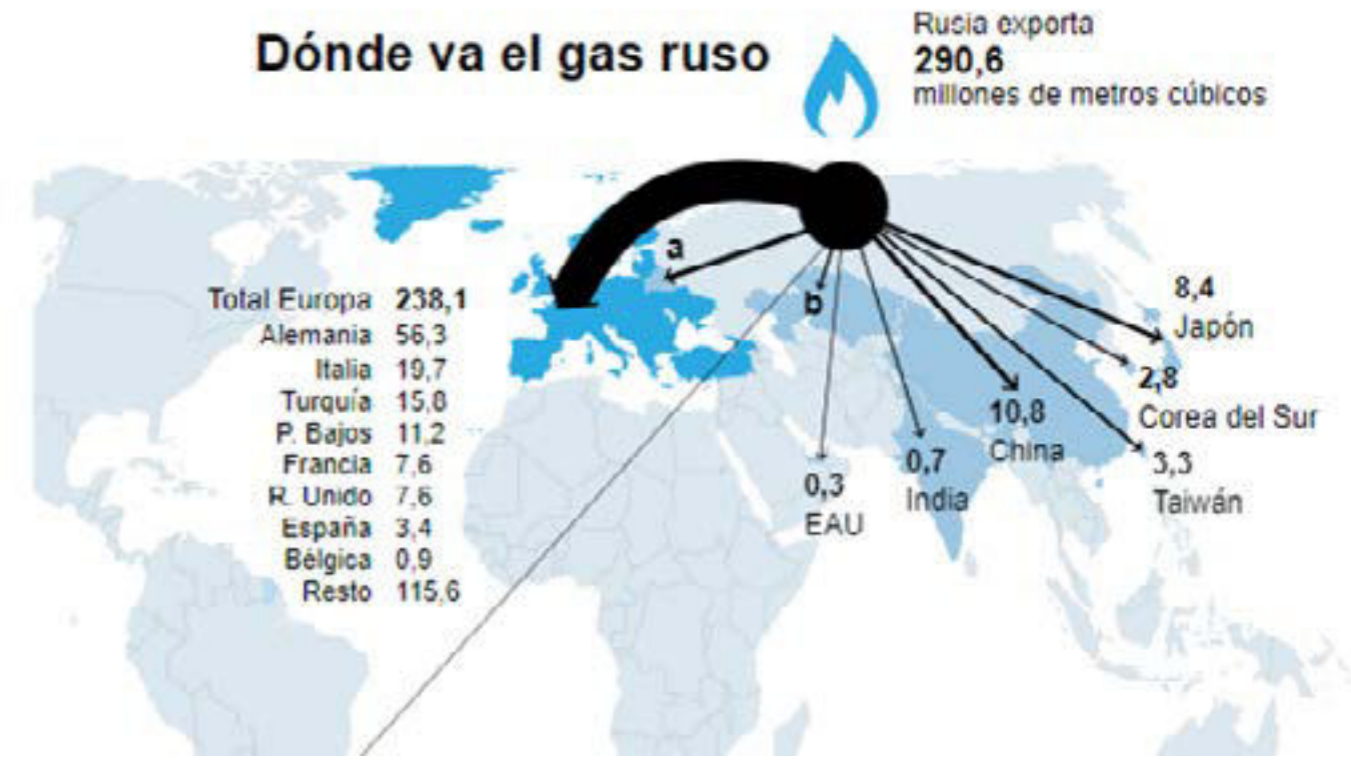 Dónde va el gas ruso
Rusia exporta
290,6
millones de metros cúbicos
a
b
Total Europa 238,1
Alemania 56,3
Italia 19,7
Turquía 15,8
P. Bajos 11,2
Francia 7,6
R. Unido 7,6
España 3,4
Bélgica 0,9
Resto 115,6
0,3
EAU
0,7
India
10,8
China
8,4
Japón
2,8
Corea del Sur
3,3
Taiwán